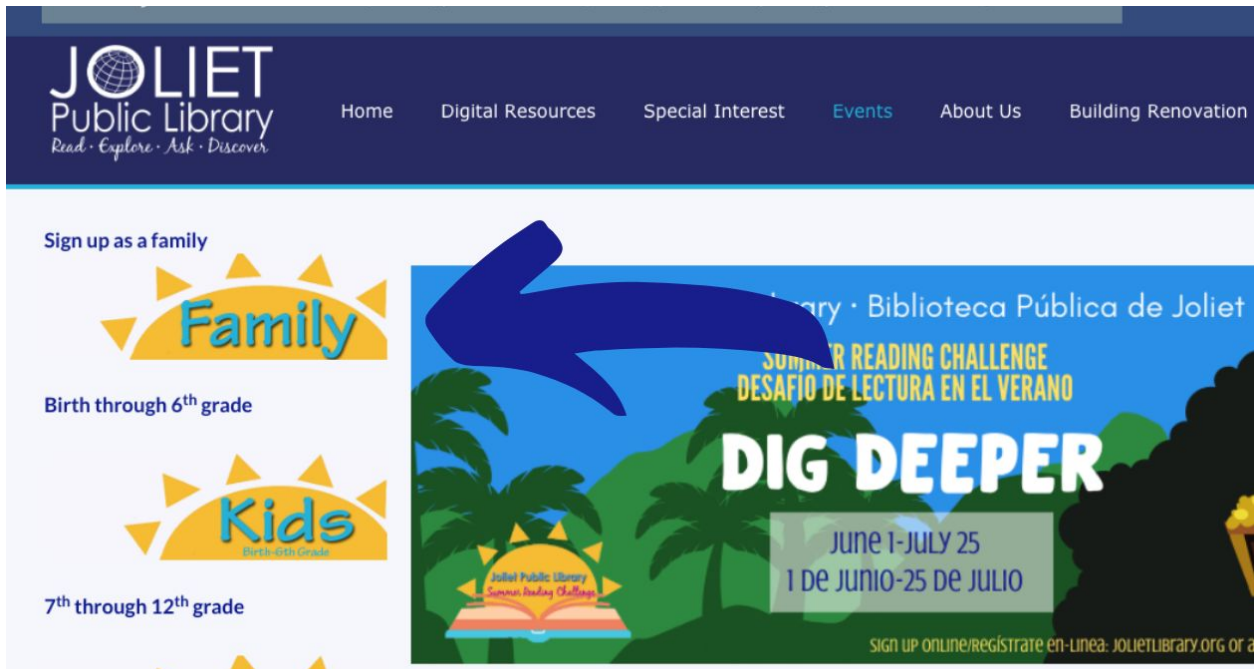 JOLIET
Public Library
Read · Explore · Ask · Discover
Home Digital Resources Special Interest Events About Us Building Renovation
Sign up as a family
Family
Birth through 6th grade
Kids
Birth-6th Grade
7th through 12th grade
· Biblioteca Pública de Joliet
SUMMER READING CHALLENGE
DESAFÍO DE LECTURA EN EL VERANO
DIG DEEPER
June 1-July 25
1 de junio-25 de julio
Joliet Public Library
Summer Reading Challenge
Sign up online/Regístrate en-linea: jolietlibrary.org or